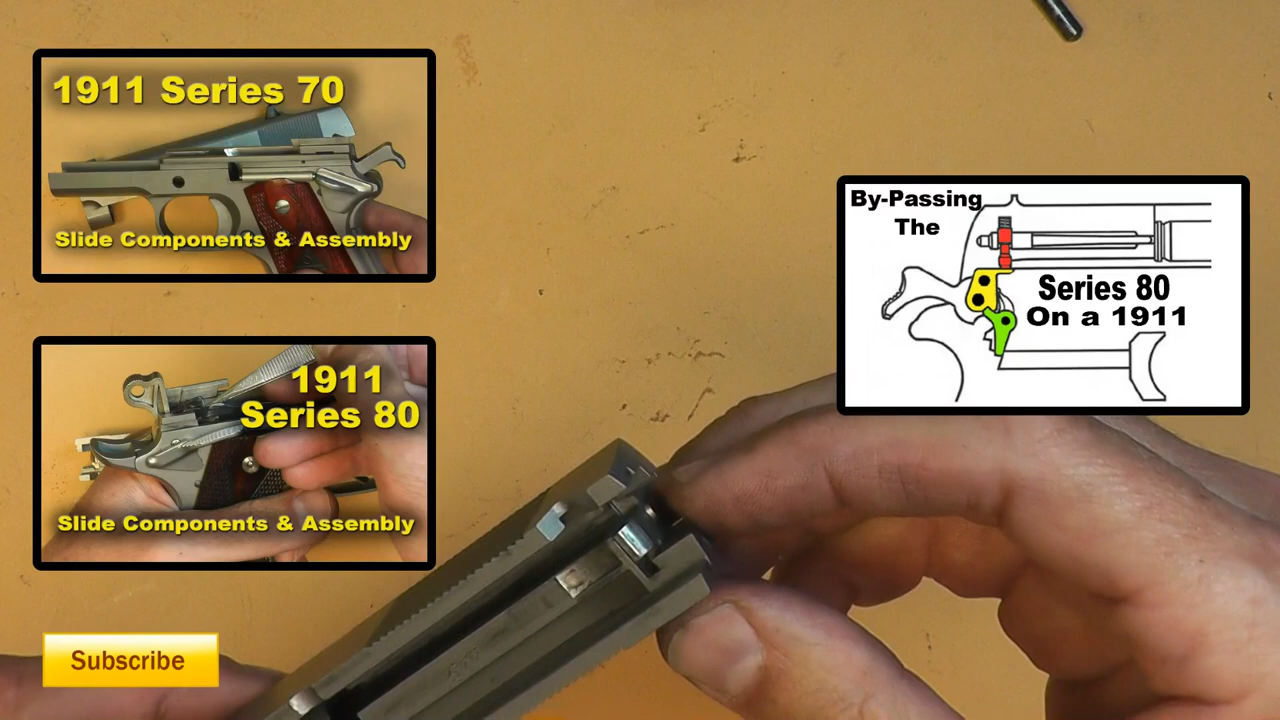 1911 Series 70
Slide Components & Assembly
1911
Series 80
Slide Components & Assembly
Subscribe
By-Passing
The
Series 80
On a 1911